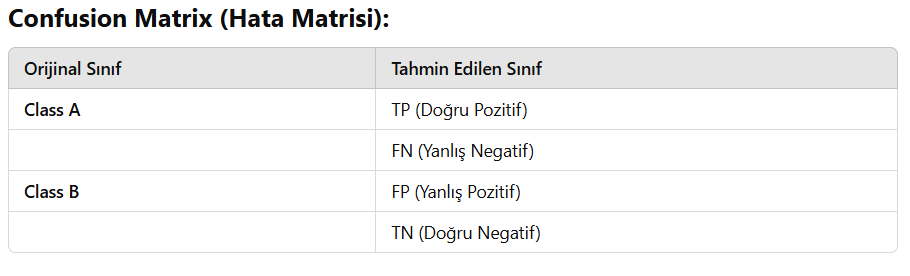 Confusion Matrix (Hata Matrisi):
Orijinal Sınıf Tahmin Edilen Sınıf
Class A TP (Doğru Pozitif)
FN (Yanlış Negatif)
Class B FP (Yanlış Pozitif)
TN (Doğru Negatif)